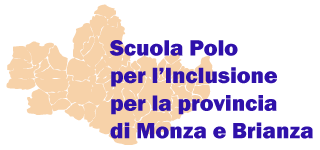 Scuola Polo
per l'Inclusione
per la provincia
di Monza e Brianza